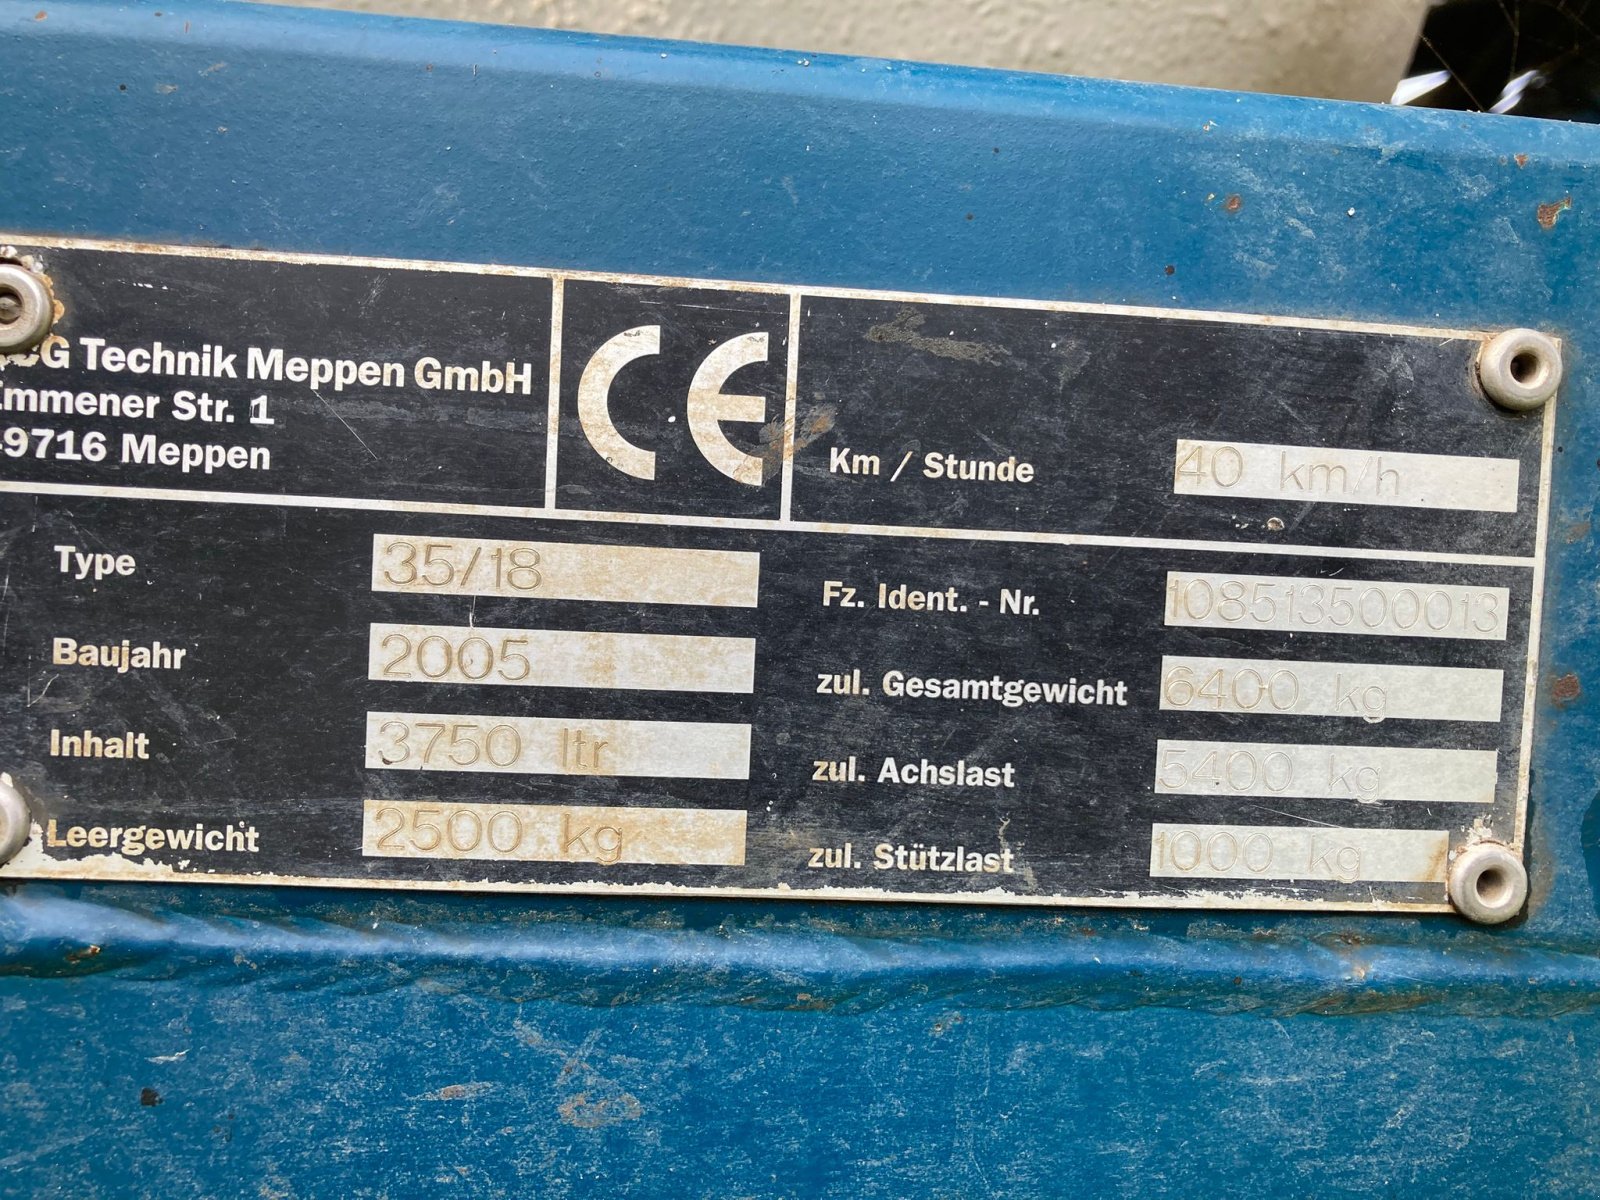 G Technik Meppen GmbH
Emmener Str. 1
49716 Meppen
CE
Km / Stunde 40 km/h
Type 35/18
Baujahr 2005
Inhalt 3750 ltr
Leergewicht 2500 kg
Fz. Ident. - Nr. 108513500013
zul. Gesamtgewicht 6400 kg
zul. Achslast 5400 kg
zul. Stützlast 1000 kg